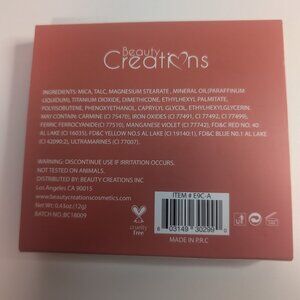 Beauty
Creations
INGREDIENTS: MICA, TALC, MAGNESIUM STEARATE, MINERAL OIL(PARAFFINUM
LIQUIDUM), TITANIUM DIOXIDE, DIMETHICONE, ETHYLHEXYL PALMITATE,
POLYISOBUTENE, PHENOXYETHANOL, CAPRYLYL GLYCOL, ETHYLHEXYLGLYCERIN.
MAY CONTAIN: CARMINE (CI 75470), IRON OXIDES (CI 77491, CI 77492, CI 77499),
FERRIC FERROCYANIDE(CI 77510), MANGANESE VIOLET (CI 77742), FD&C RED NO. 40
AL LAKE (CI 16035), FD&C YELLOW NO.5 AL LAKE (CI 19140:1), FD&C BLUE NO.1 AL LAKE
(CI 42090:2), ULTRAMARINES (CI 77007).
WARNING: DISCONTINUE USE IF IRRITATION OCCURS.
NOT TESTED ON ANIMALS.
DISTRIBUTED BY: BEAUTY CREATIONS INC
Los Angeles CA 90015
www.beautycreationscosmetics.com
Net Wt: 0.43oz (12g)
BATCH NO.:BC18009
cruelty
free
ITEM # E9C-A
6 03149 30299 0
MADE IN P.R.C